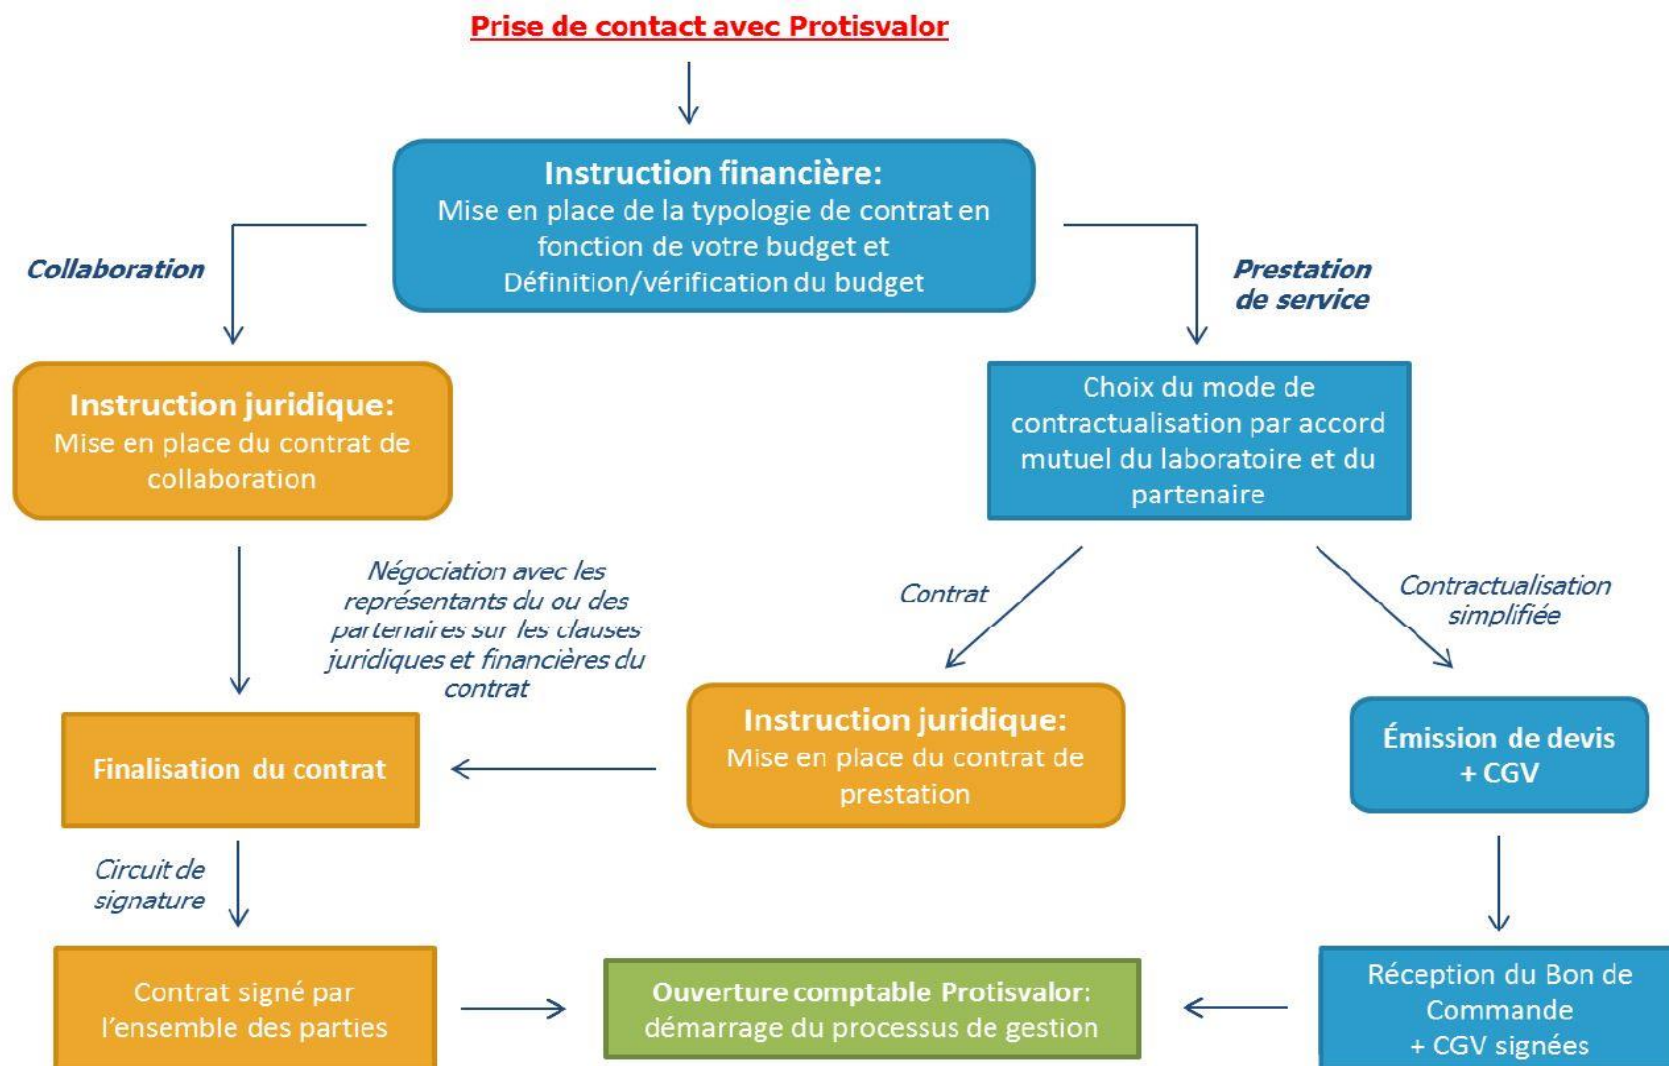 Prise de contact avec Protisvalor
Instruction financière:
Mise en place de la typologie de contrat en
fonction de votre budget et
Définition/vérification du budget
Collaboration
Prestation
de service
Instruction juridique:
Mise en place du contrat de
collaboration
Choix du mode de
contractualisation par accord
mutuel du laboratoire et du
partenaire
Négociation avec les
représentants du ou des
partenaires sur les clauses
juridiques et financières du
contrat
Contrat
Contractualisation
simplifiée
Finalisation du contrat
Instruction juridique:
Mise en place du contrat de
prestation
Émission de devis
+ CGV
Circuit de
signature
Contrat signé par
l'ensemble des parties
Ouverture comptable Protisvalor:
démarrage du processus de gestion
Réception du Bon de
Commande
+ CGV signées